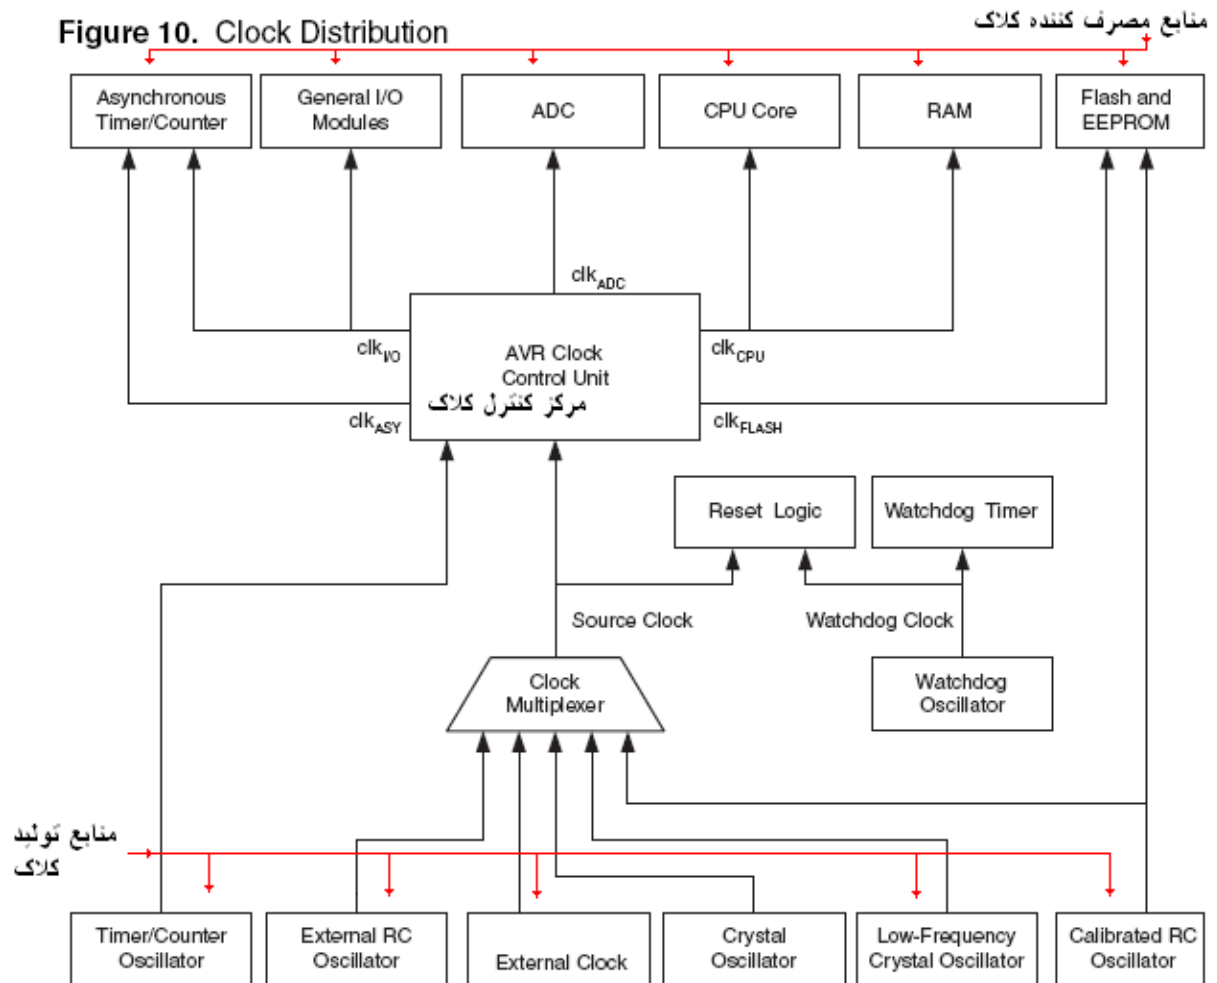 Figure 10. Clock Distribution
منابع مصرف کننده کلاک
Asynchronous
Timer/Counter
General I/O
Modules
ADC
CPU Core
RAM
Flash and
EEPROM
clkADC
clkI/O
AVR Clock
Control Unit
مرکز کنترل کلاک
clkCPU
clkASY
clkFLASH
Reset Logic
Watchdog Timer
Source Clock
Watchdog Clock
Clock
Multiplexer
Watchdog
Oscillator
منابع تولید
کلاک
Timer/Counter
Oscillator
External RC
Oscillator
External Clock
Crystal
Oscillator
Low-Frequency
Crystal Oscillator
Calibrated RC
Oscillator